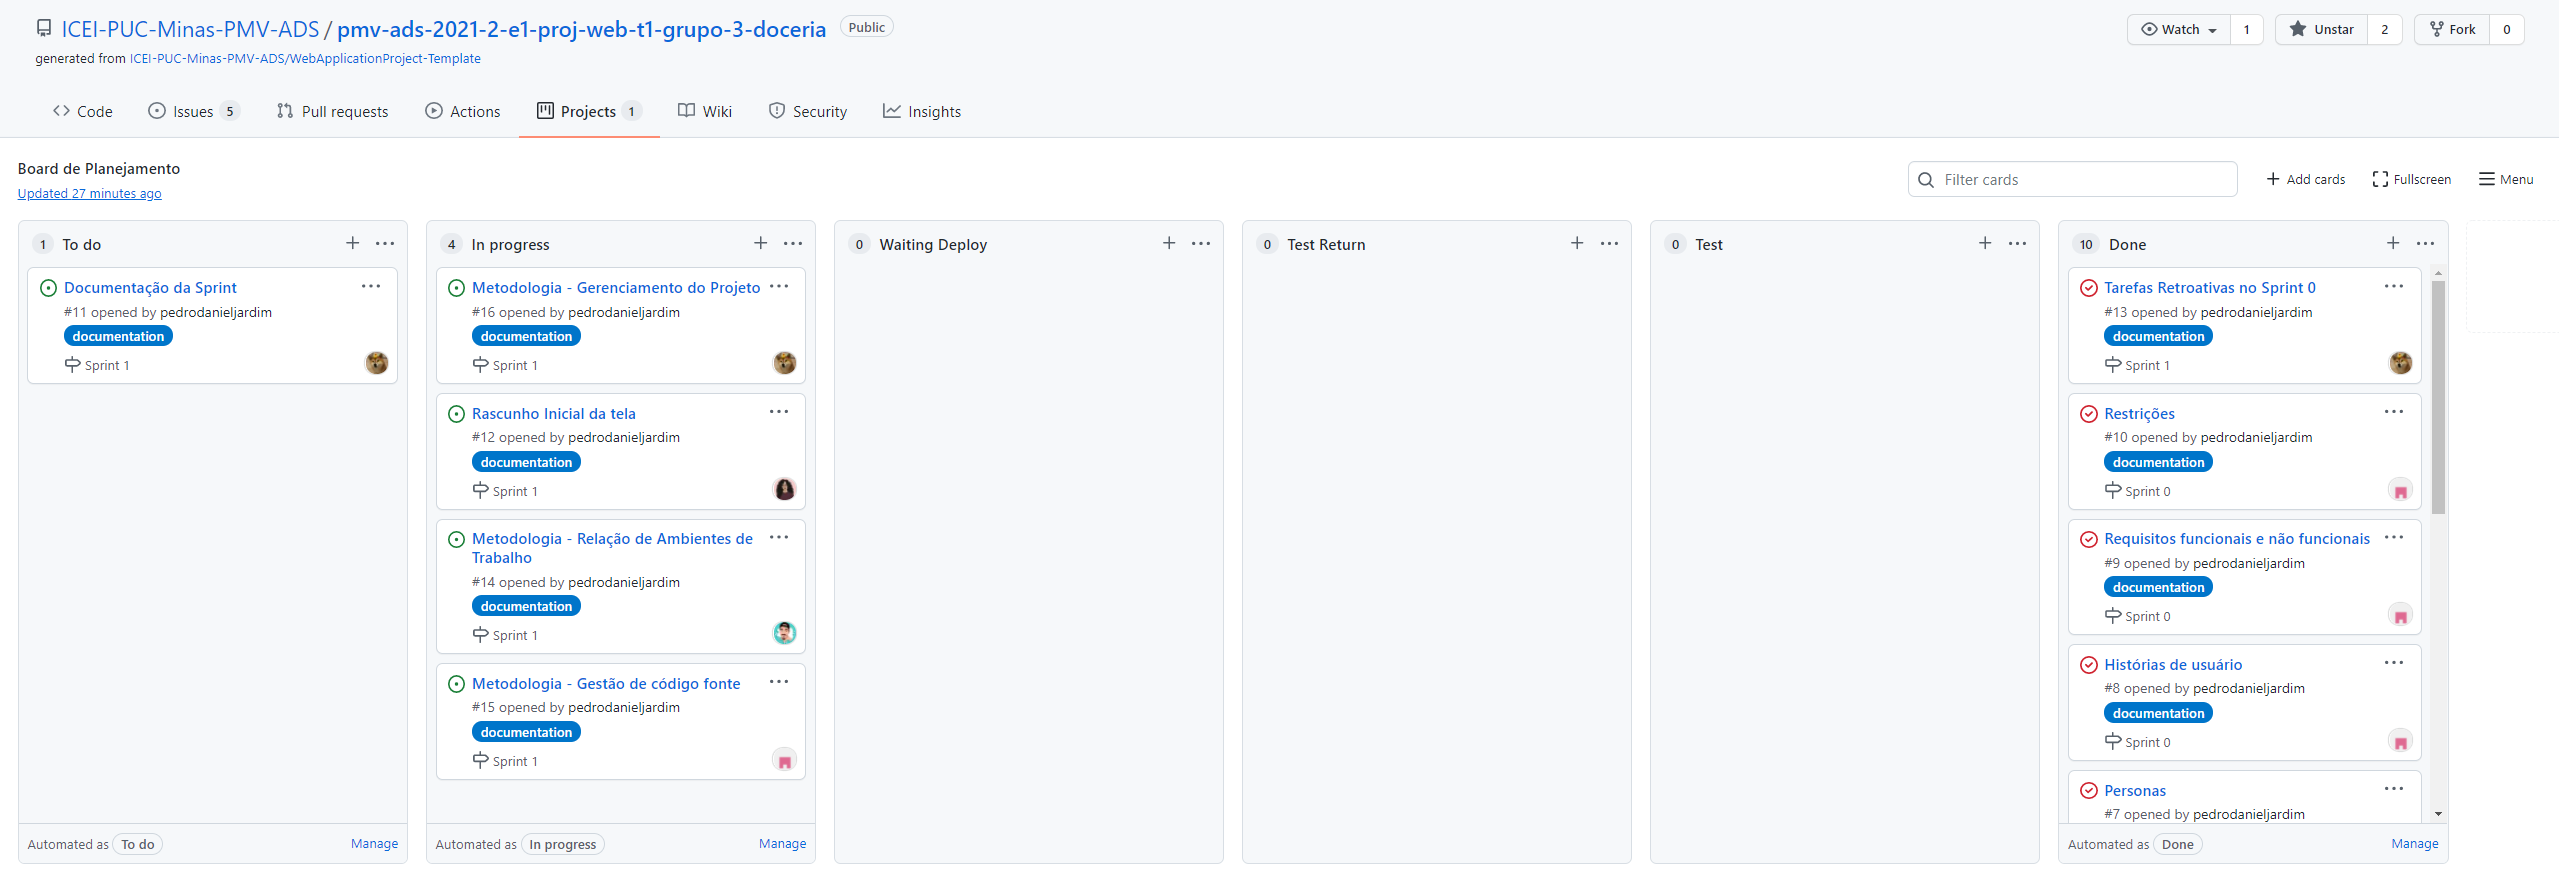 ICEI-PUC-Minas-PMV-ADS / pmv-ads-2021-2-e1-proj-web-t1-grupo-3-doceria Public
Watch 1 Unstar 2 Fork 0
generated from ICEI-PUC-Minas-PMV-ADS/WebApplicationProject-Template
Code Issues 5 Pull requests Actions Projects 1 Wiki Security Insights
Board de Planejamento
Updated 27 minutes ago
Filter cards
Add cards Fullscreen Menu
1 To do
Documentação da Sprint
#11 opened by pedrodanieljardim
documentation
Sprint 1
Automated as To do Manage
4 In progress
Metodologia - Gerenciamento do Projeto
#16 opened by pedrodanieljardim
documentation
Sprint 1
Rascunho Inicial da tela
#12 opened by pedrodanieljardim
documentation
Sprint 1
Metodologia - Relação de Ambientes de
Trabalho
#14 opened by pedrodanieljardim
documentation
Sprint 1
Metodologia - Gestão de código fonte
#15 opened by pedrodanieljardim
documentation
Sprint 1
Automated as In progress Manage
0 Waiting Deploy
0 Test Return
0 Test
10 Done
Tarefas Retroativas no Sprint 0
#13 opened by pedrodanieljardim
documentation
Sprint 1
Restrições
#10 opened by pedrodanieljardim
documentation
Sprint 0
Requisitos funcionais e não funcionais
#9 opened by pedrodanieljardim
documentation
Sprint 0
Histórias de usuário
#8 opened by pedrodanieljardim
documentation
Sprint 0
Personas
#7 opened by pedrodanieljardim
Automated as Done Manage